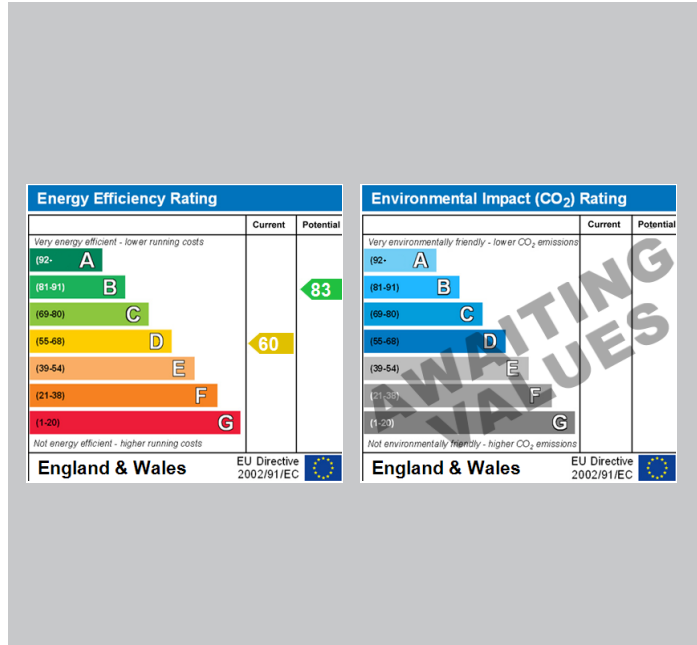 Energy Efficiency Rating
Current Potential
Very energy efficient - lower running costs
(92- A
(81-91) B
83
(69-80) C
(55-68) D
60
(39-54) E
(21-38) F
(1-20) G
Not energy efficient - higher running costs
England & Wales
EU Directive
2002/91/EC
Environmental Impact (CO2) Rating
Current Potential
Very environmentally friendly - lower CO2 emissions
(92- A
(81-91) B
(69-80) C
(55-68) D
(39-54) E
(21-38) F
(1-20) G
AWAITING
VALUES
Not environmentally friendly - higher CO2 emissions
England & Wales
EU Directive
2002/91/EC